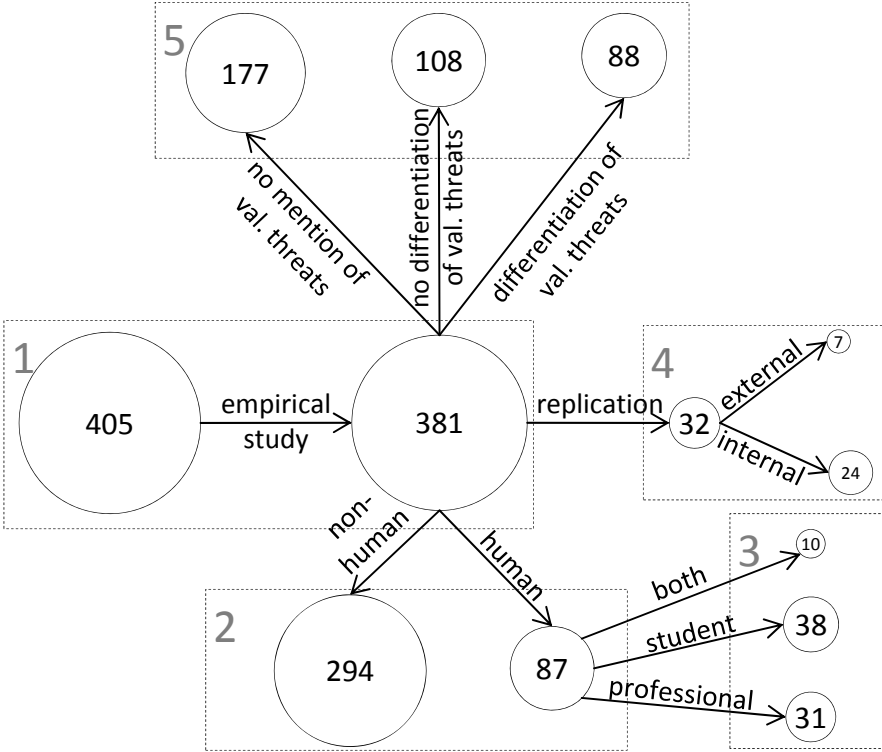 5
177
108
88
no mention of
val. threats
no differentiation
of val. threats
differentiation of
val. threats
1
405
empirical
study
381
replication
4
32
external
7
internal
24
non-
human
human
2
294
87
3
both
10
student
38
professional
31